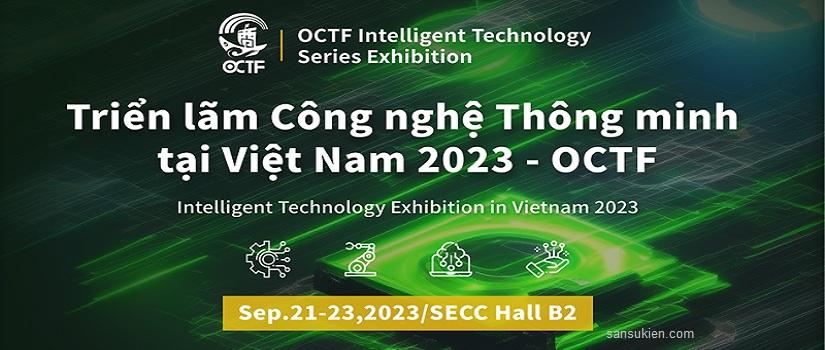 OCTF
OCTF Intelligent Technology
Series Exhibition
Triển lãm Công nghệ Thông minh
tại Việt Nam 2023 - OCTF
Intelligent Technology Exhibition in Vietnam 2023
Sep.21-23,2023/SECC Hall B2
sansukien.com